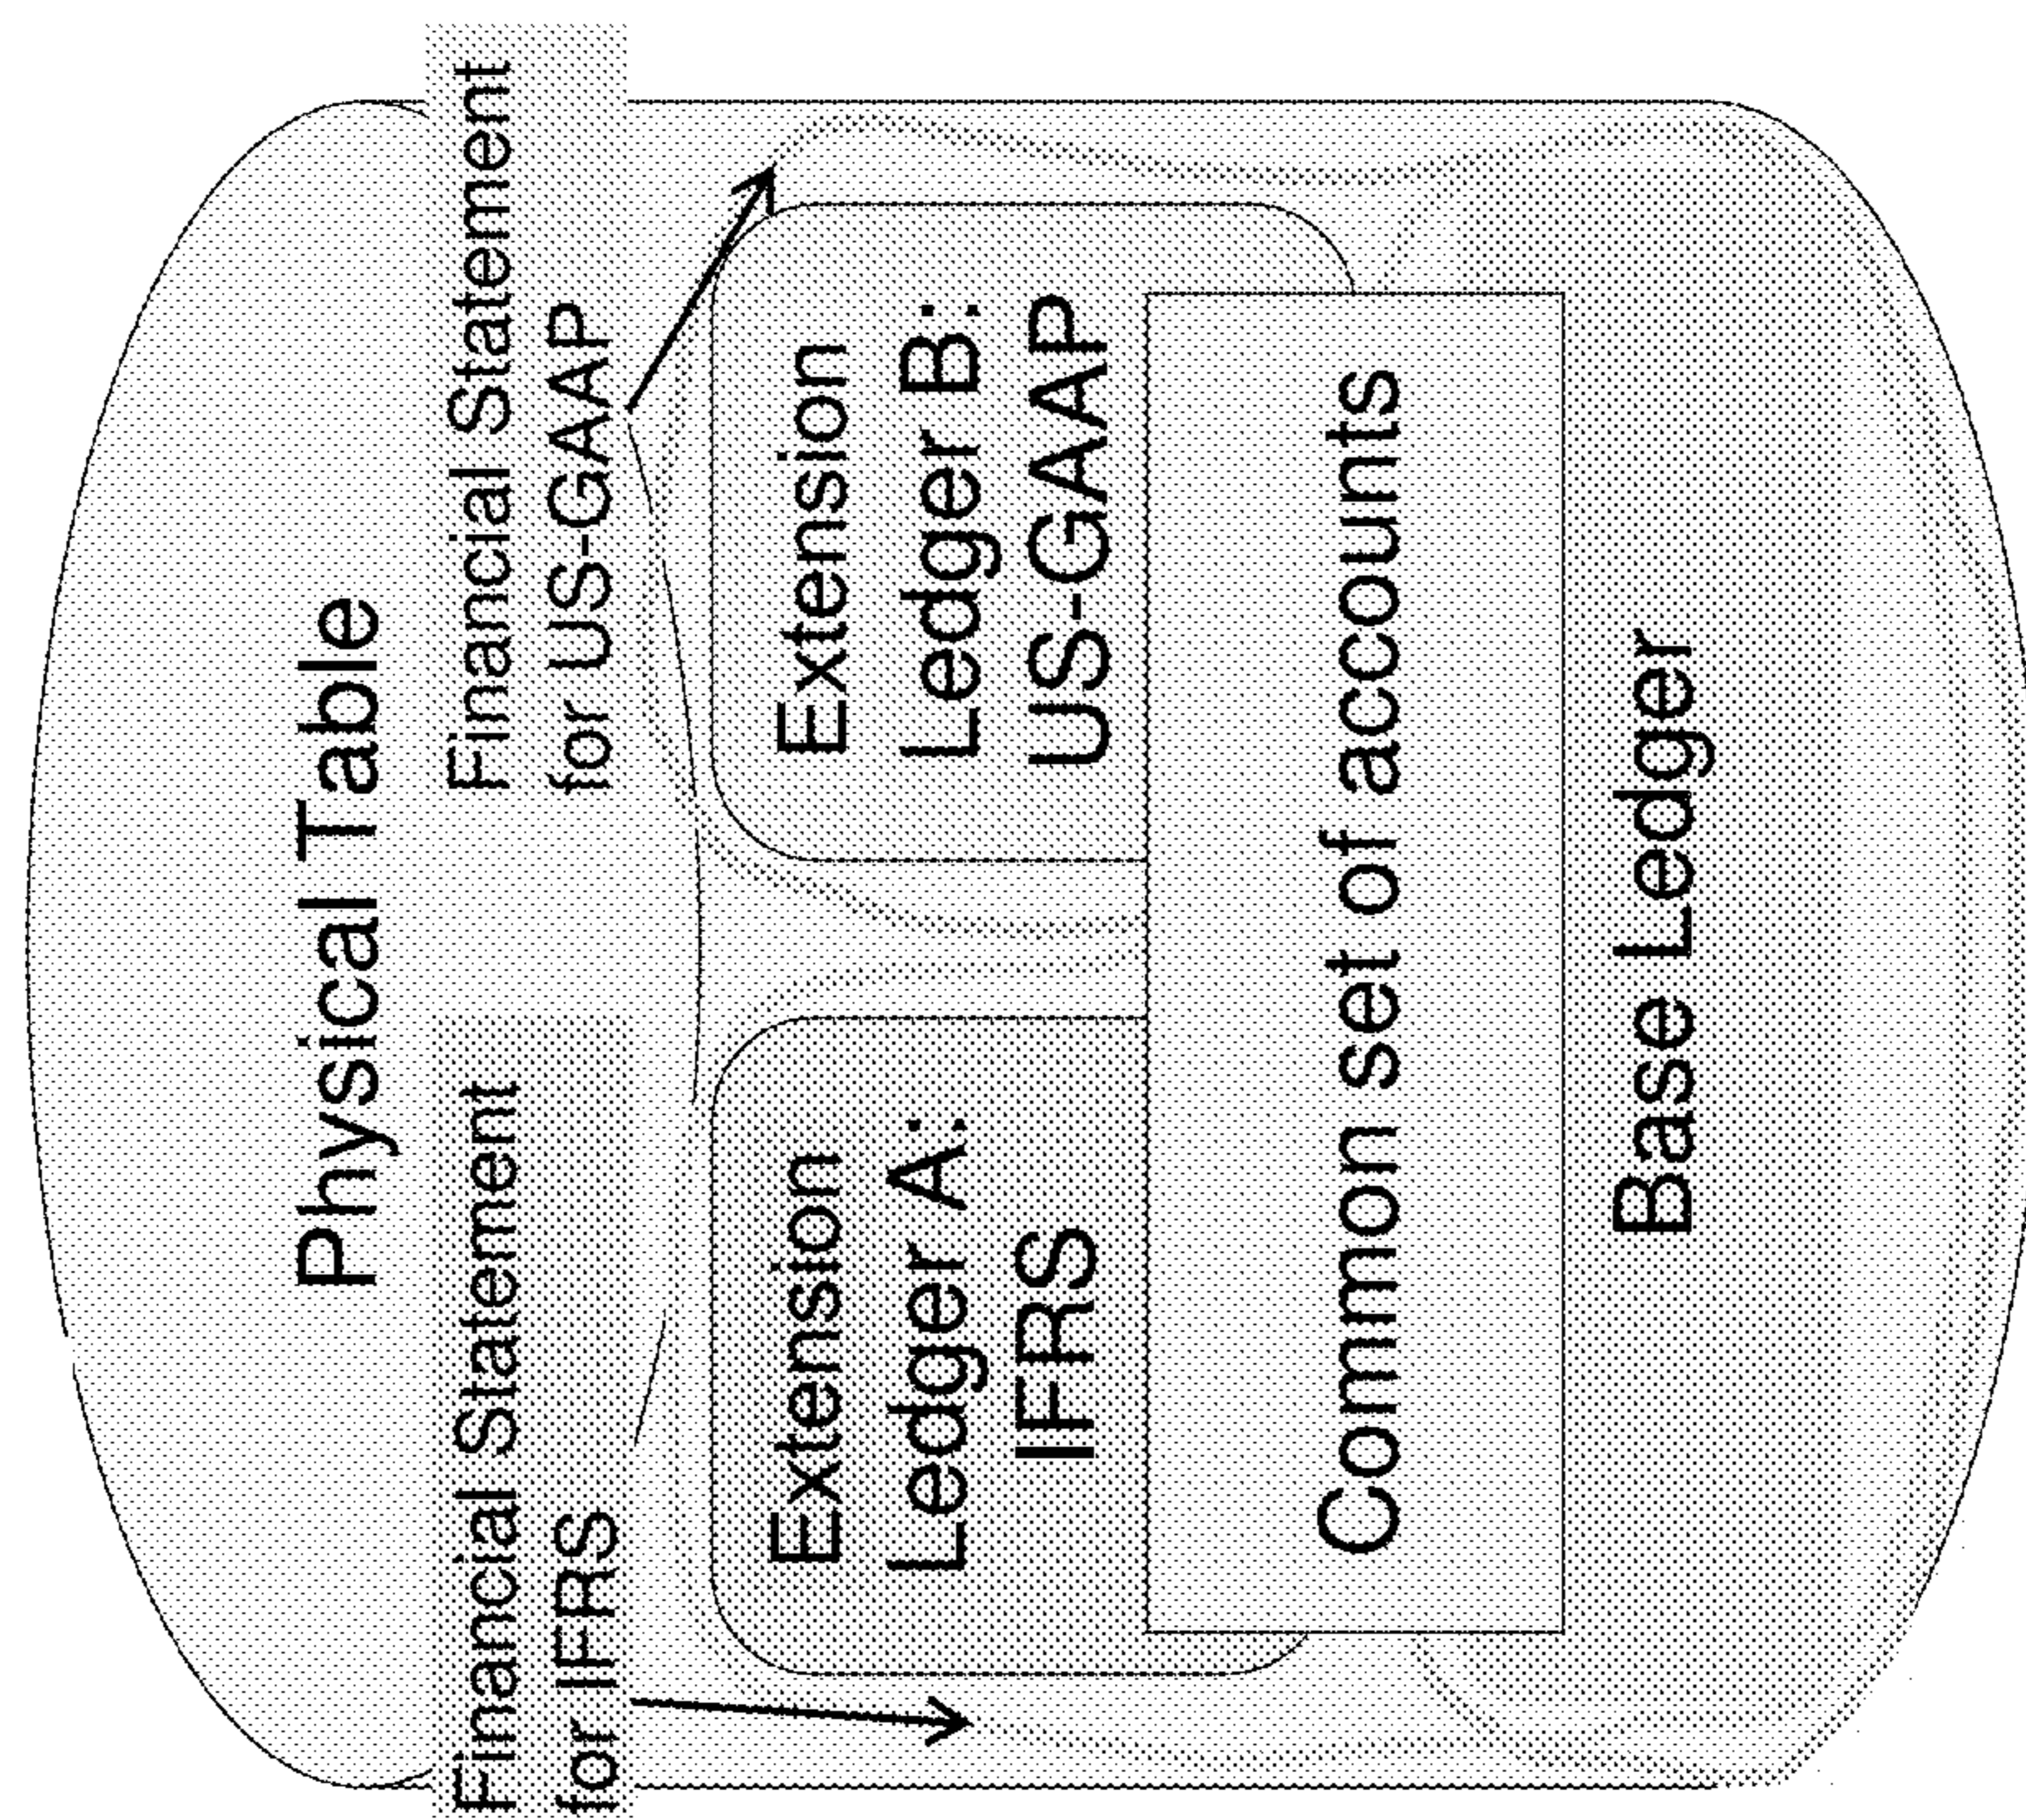 Physical Table
Financial Statement
for IFRS
Financial Statement
for US-GAAP
Extension
Ledger A:
IFRS
Extension
Ledger B:
US-GAAP
Common set of accounts
Base Ledger